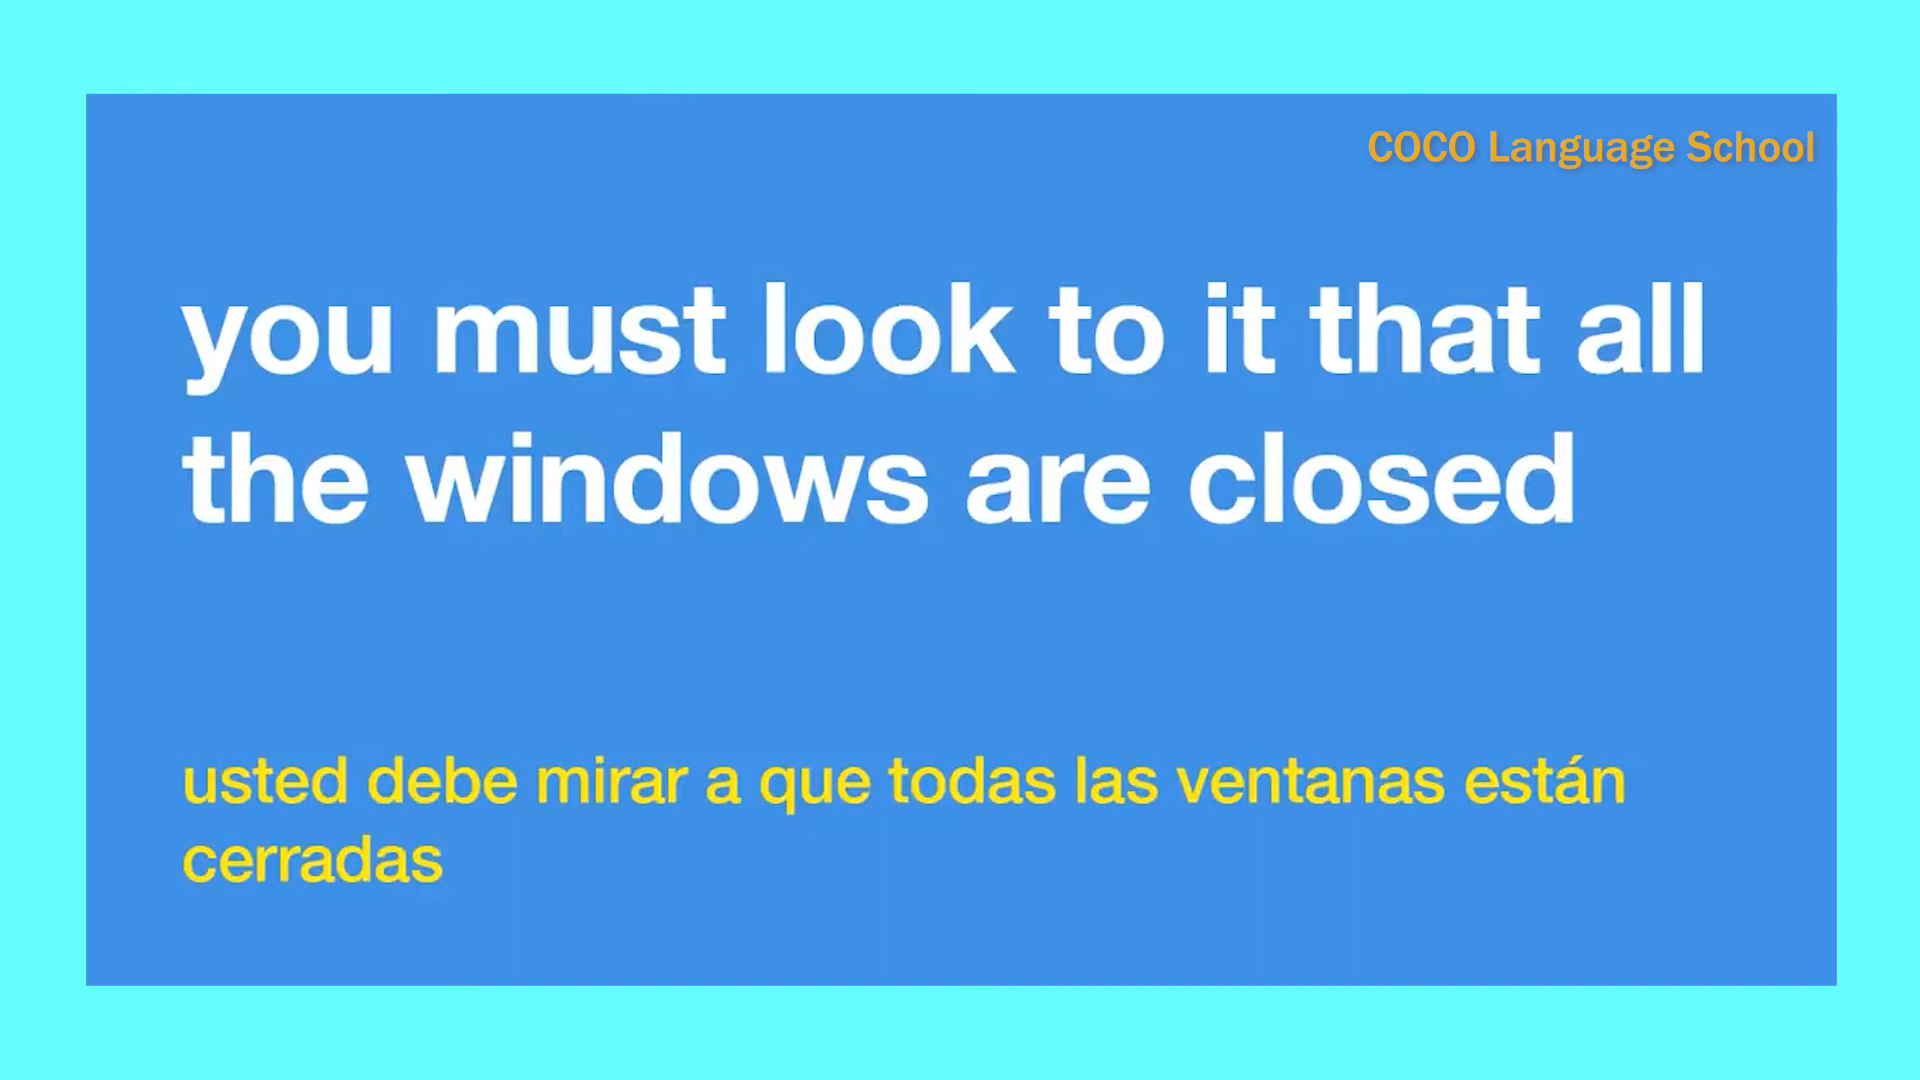 COCO Language School
you must look to it that all
the windows are closed
usted debe mirar a que todas las ventanas están
cerradas